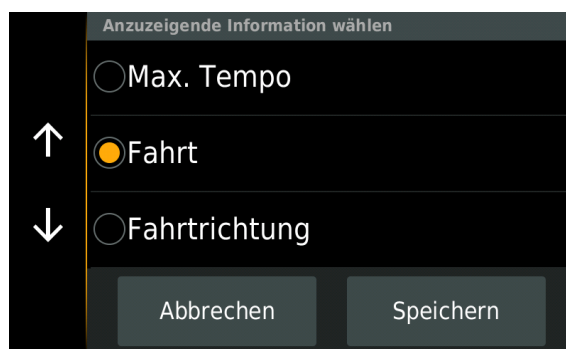 Anzuzeigende Information wählen
Max. Tempo
Fahrt
Fahrtrichtung
Abbrechen
Speichern